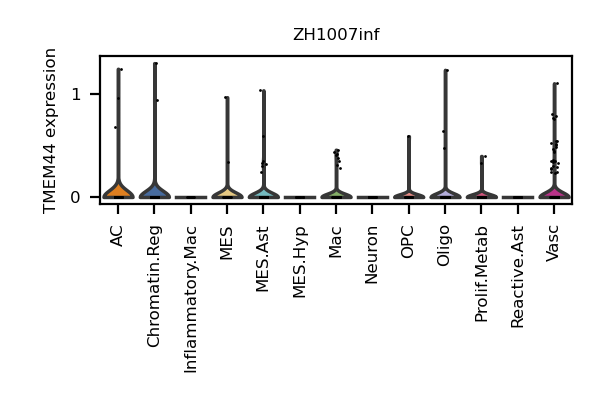 ZH1007inf
TMEM44 expression
1
0
AC
Chromatin.Reg
Inflammatory.Mac
MES
MES.Ast
MES.Hyp
Mac
Neuron
OPC
Oligo
Prolif.Metab
Reactive.Ast
Vasc